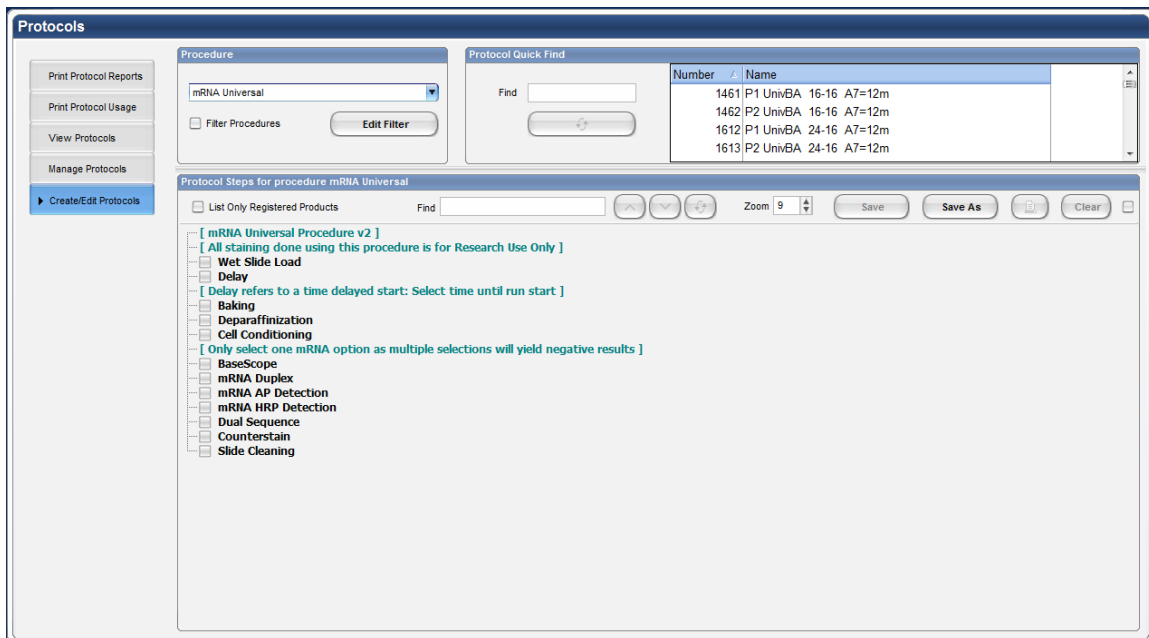 Protocols
Print Protocol Reports
Print Protocol Usage
View Protocols
Manage Protocols
Create/Edit Protocols
Procedure
mRNA Universal
Filter Procedures
Edit Filter
Protocol Quick Find
Find
Number Name
1461 P1 UnivBA 16-16 A7=12m
1462 P2 UnivBA 16-16 A7=12m
1612 P1 UnivBA 24-16 A7=12m
1613 P2 UnivBA 24-16 A7=12m
Protocol Steps for procedure mRNA Universal
List Only Registered Products Find Zoom 9 Save Save As Clear
[ mRNA Universal Procedure v2 ]
[ All staining done using this procedure is for Research Use Only ]
Wet Slide Load
Delay
[ Delay refers to a time delayed start: Select time until run start ]
Baking
Deparaffinization
Cell Conditioning
[ Only select one mRNA option as multiple selections will yield negative results ]
BaseScope
mRNA Duplex
mRNA AP Detection
mRNA HRP Detection
Dual Sequence
Counterstain
Slide Cleaning